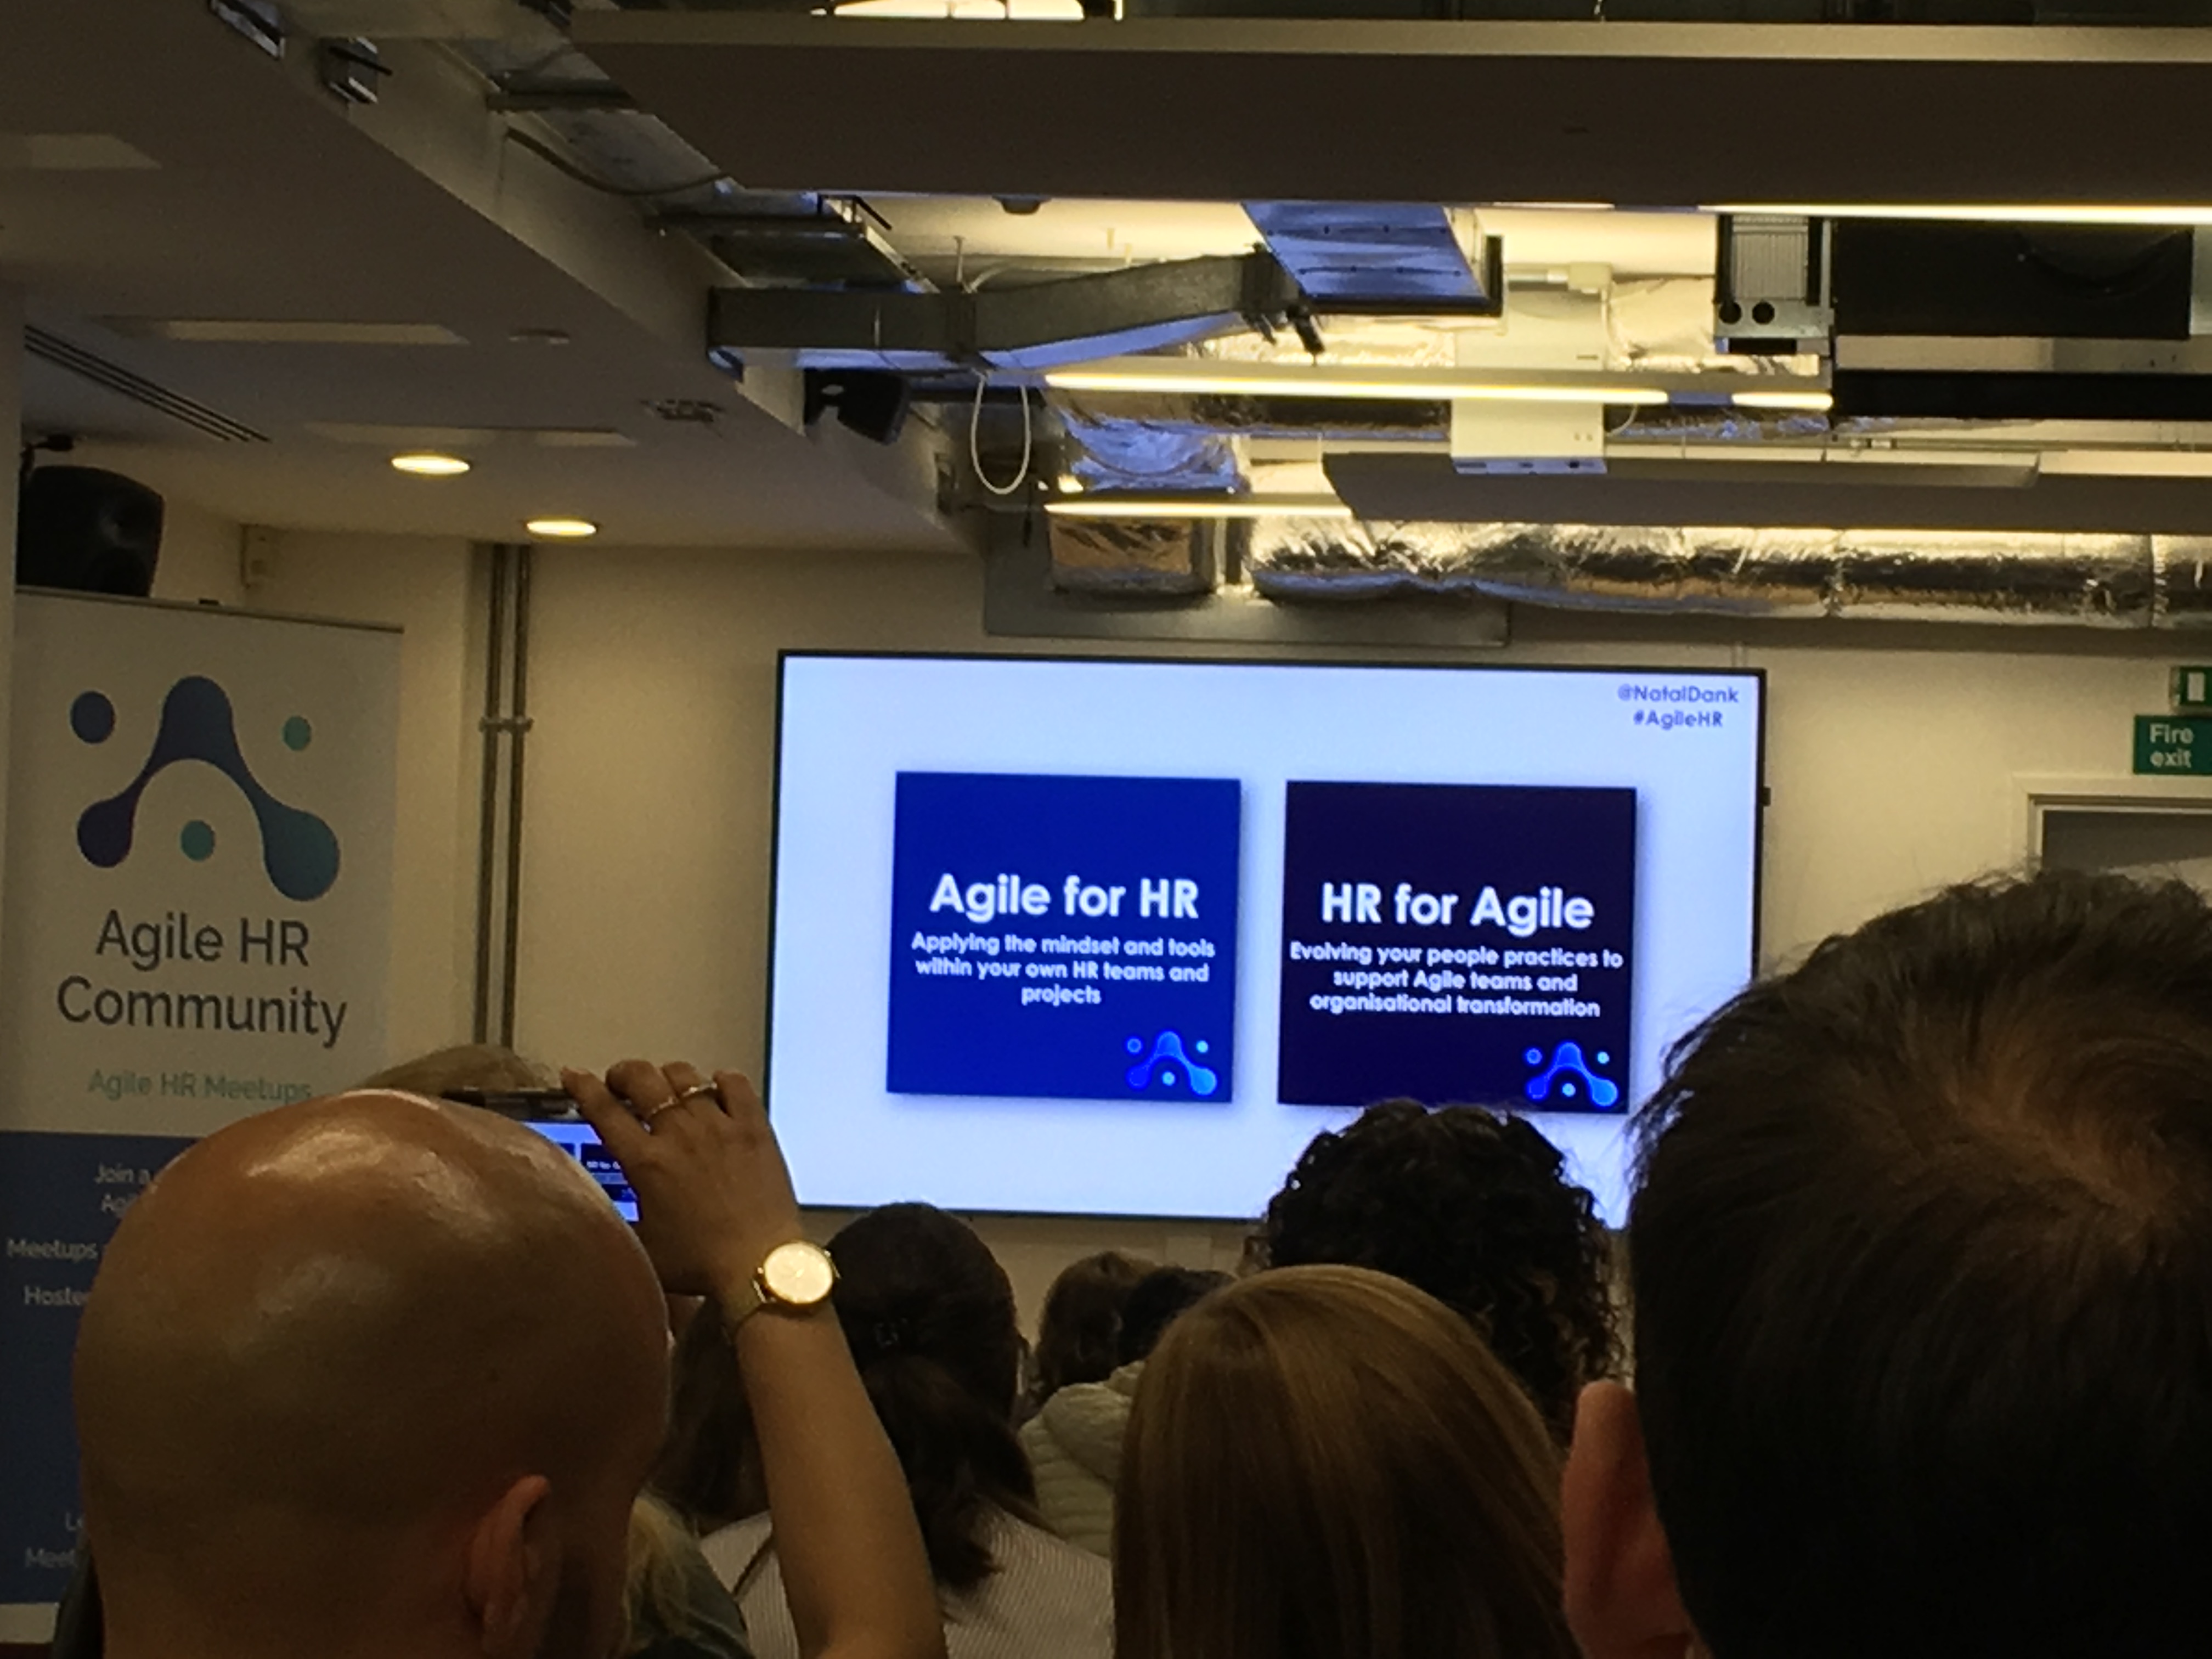 @NatalDank
#AgileHR
Agile for HR
Applying the mindset and tools
within your own HR teams and
projects
HR for Agile
Evolving your people practices to
support Agile teams and
organisational transformation
Fire
exit
Agile HR
Community
Agile HR Meetups
Join a
Meetups